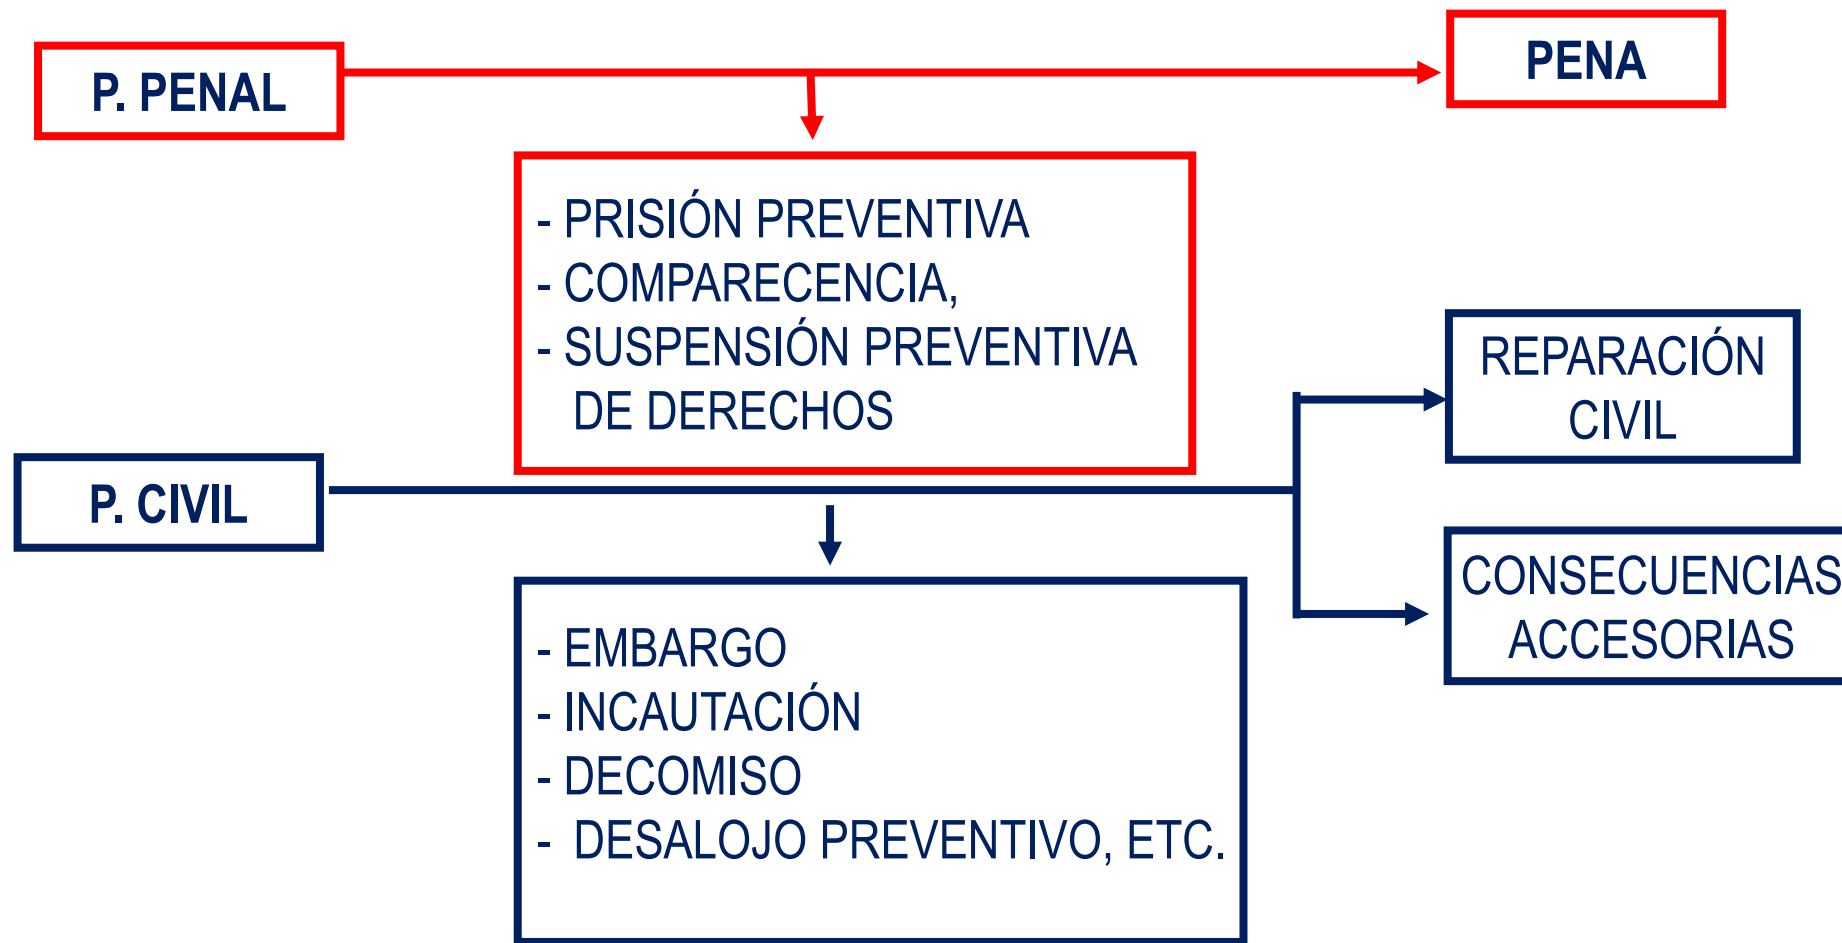 P. PENAL
PENA
- PRISIÓN PREVENTIVA
- COMPARECENCIA,
- SUSPENSIÓN PREVENTIVA
DE DERECHOS
REPARACIÓN
CIVIL
P. CIVIL
CONSECUENCIAS
ACCESORIAS
- EMBARGO
- INCAUTACIÓN
- DECOMISO
- DESALOJO PREVENTIVO, ETC.